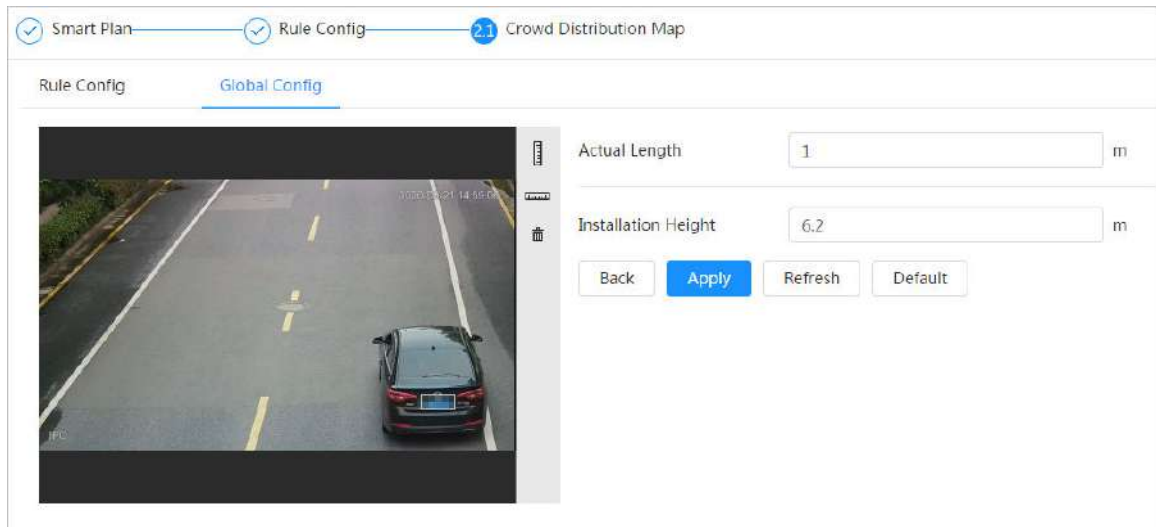 Smart Plan
Rule Config
2.1 Crowd Distribution Map
Rule Config
Global Config
Actual Length
1
m
Installation Height
6.2
m
Back
Apply
Refresh
Default
IPC